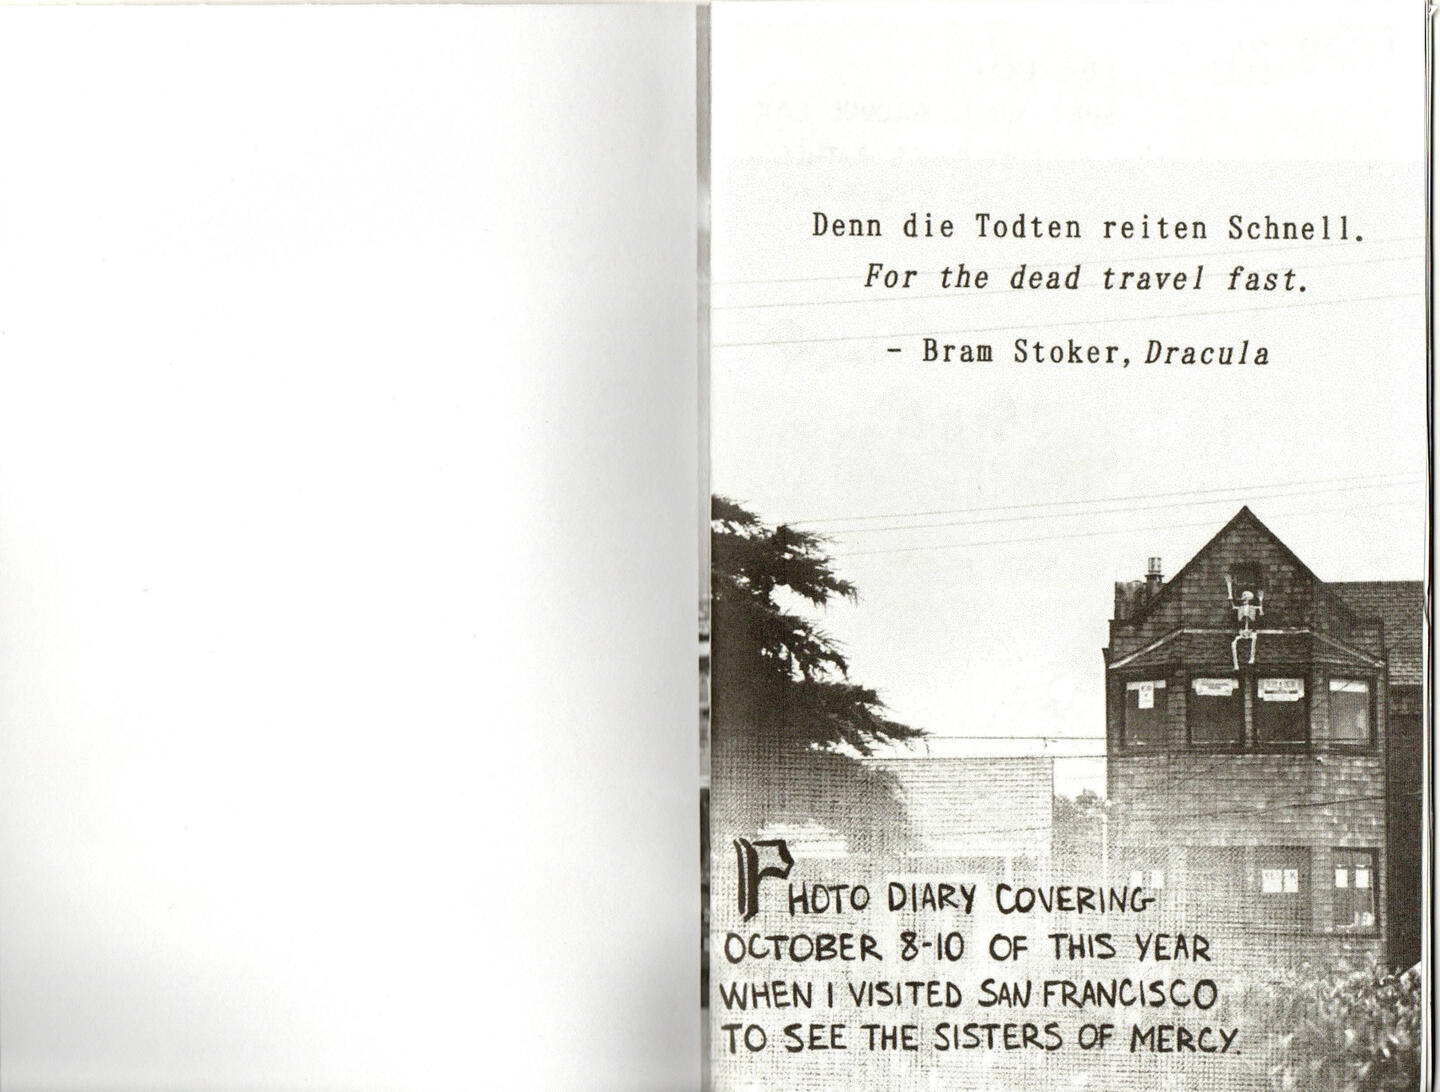 Denn die Todten reiten Schnell.
For the dead travel fast.
– Bram Stoker, Dracula
PHOTO DIARY COVERING
OCTOBER 8-10 OF THIS YEAR
WHEN I VISITED SAN FRANCISCO
TO SEE THE SISTERS OF MERCY.